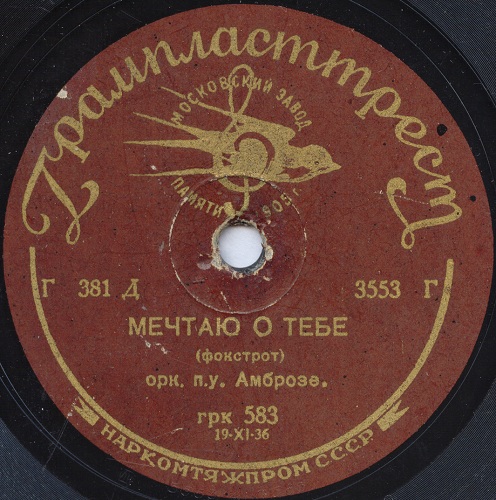 Грампласттрест
МОСКОВСКИЙ ЗАВОД
ПАМЯТИ 1905 г.
Г 381 Д 3553 Г
МЕЧТАЮ О ТЕБЕ
(фокстрот)
орк. п.у. Амброзе.
грк 583
19-XI-36
НАРКОМТЯЖПРОМ СССР